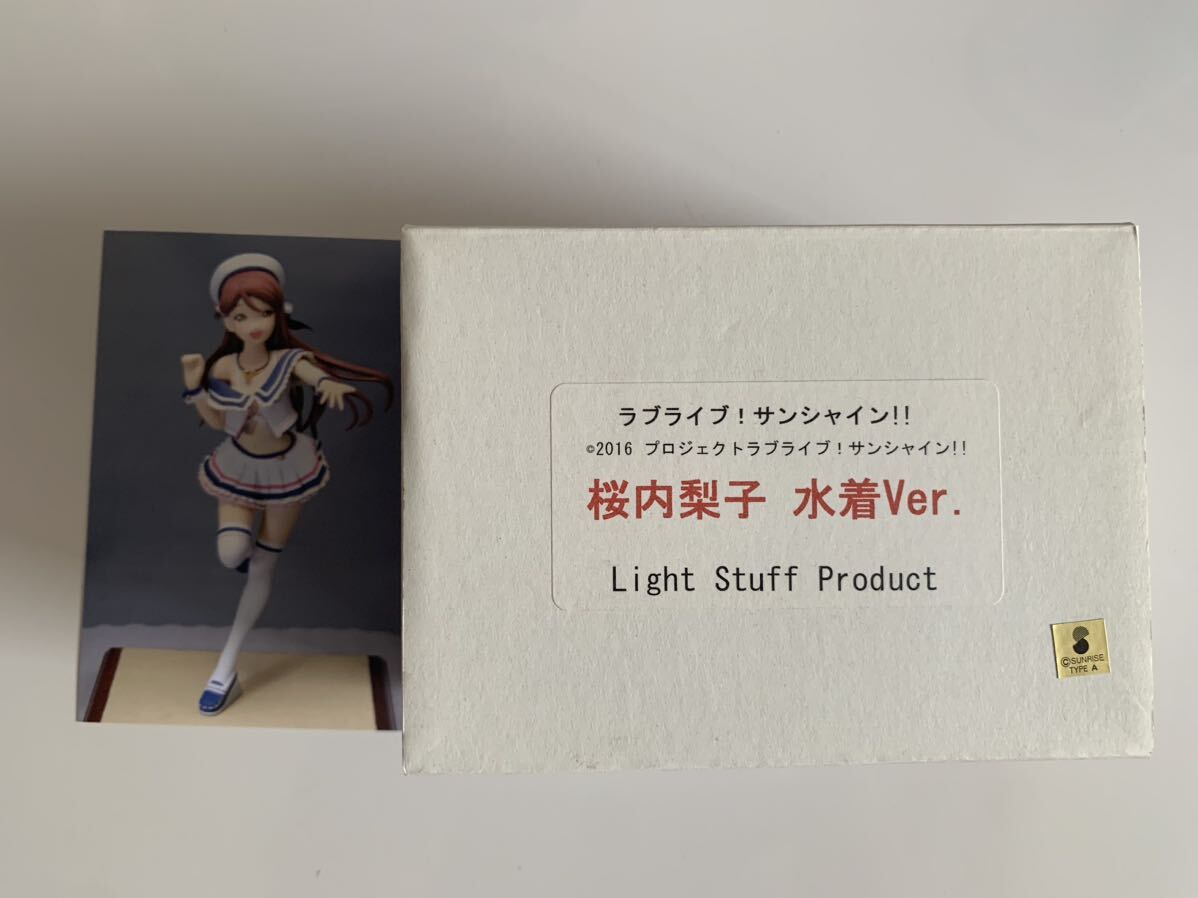 ラブライブ！サンシャイン!!
©2016 プロジェクトラブライブ！サンシャイン!!
桜内梨子 水着Ver.
Light Stuff Product
©SUNRISE
TYPE A